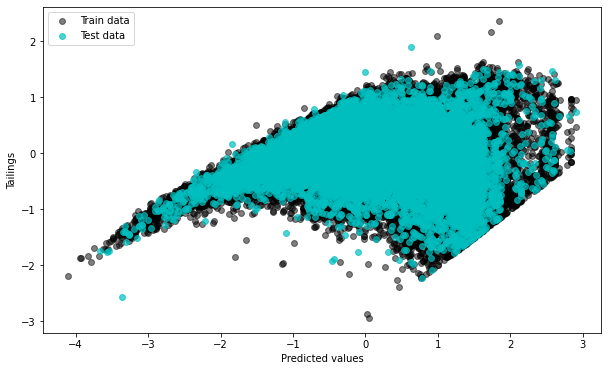 Train data
Test data
2
1
0
−1
−2
−3
Tailings
−4 −3 −2 −1 0 1 2 3
Predicted values